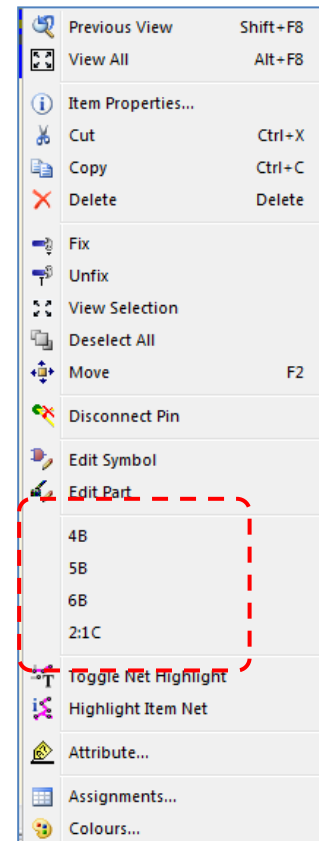 Previous View Shift+F8
View All Alt+F8
Item Properties...
Cut Ctrl+X
Copy Ctrl+C
Delete Delete
Fix
Unfix
View Selection
Deselect All
Move F2
Disconnect Pin
Edit Symbol
Edit Part
4B
5B
6B
2:1C
Toggle Net Highlight
Highlight Item Net
Attribute...
Assignments...
Colours...